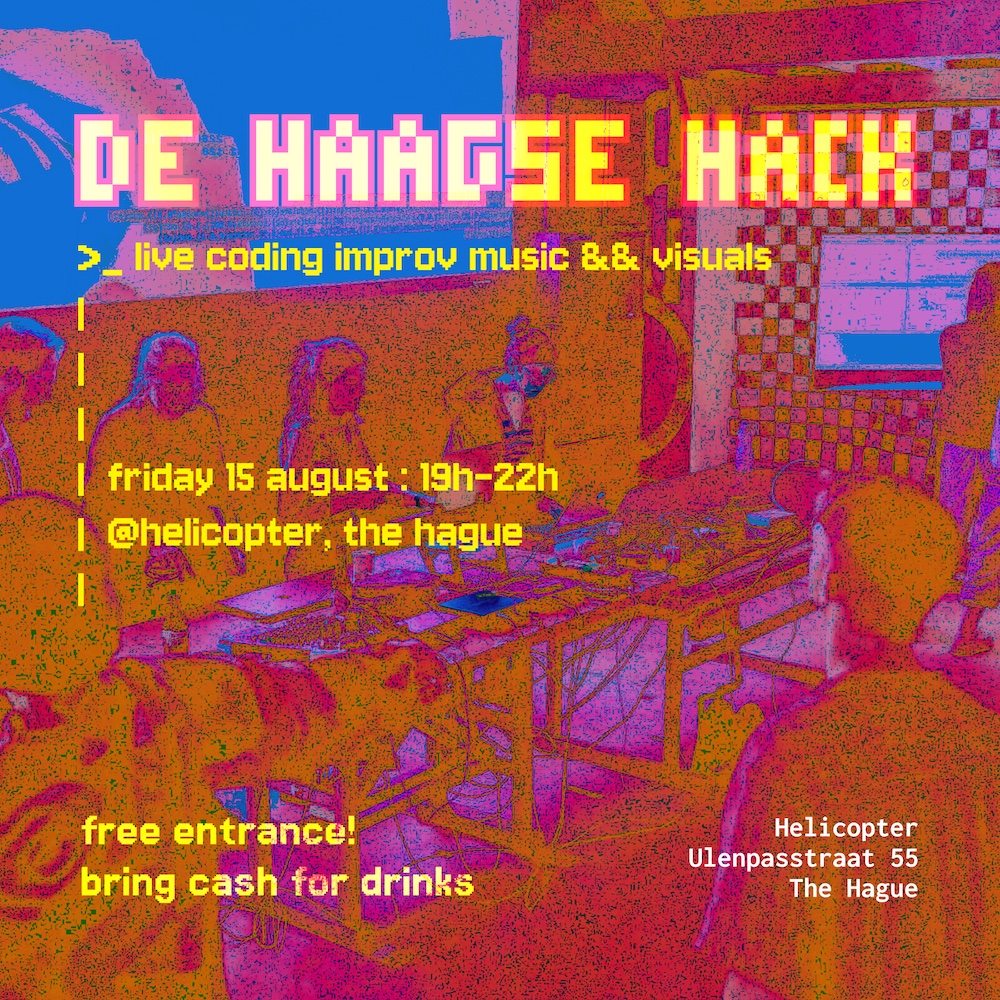 DE HAAGSE HACK
>_ live coding improv music && visuals
|
|
|
| friday 15 august : 19h-22h
| @helicopter, the hague
|
free entrance!
bring cash for drinks
Helicopter
Ulenpasstraat 55
The Hague